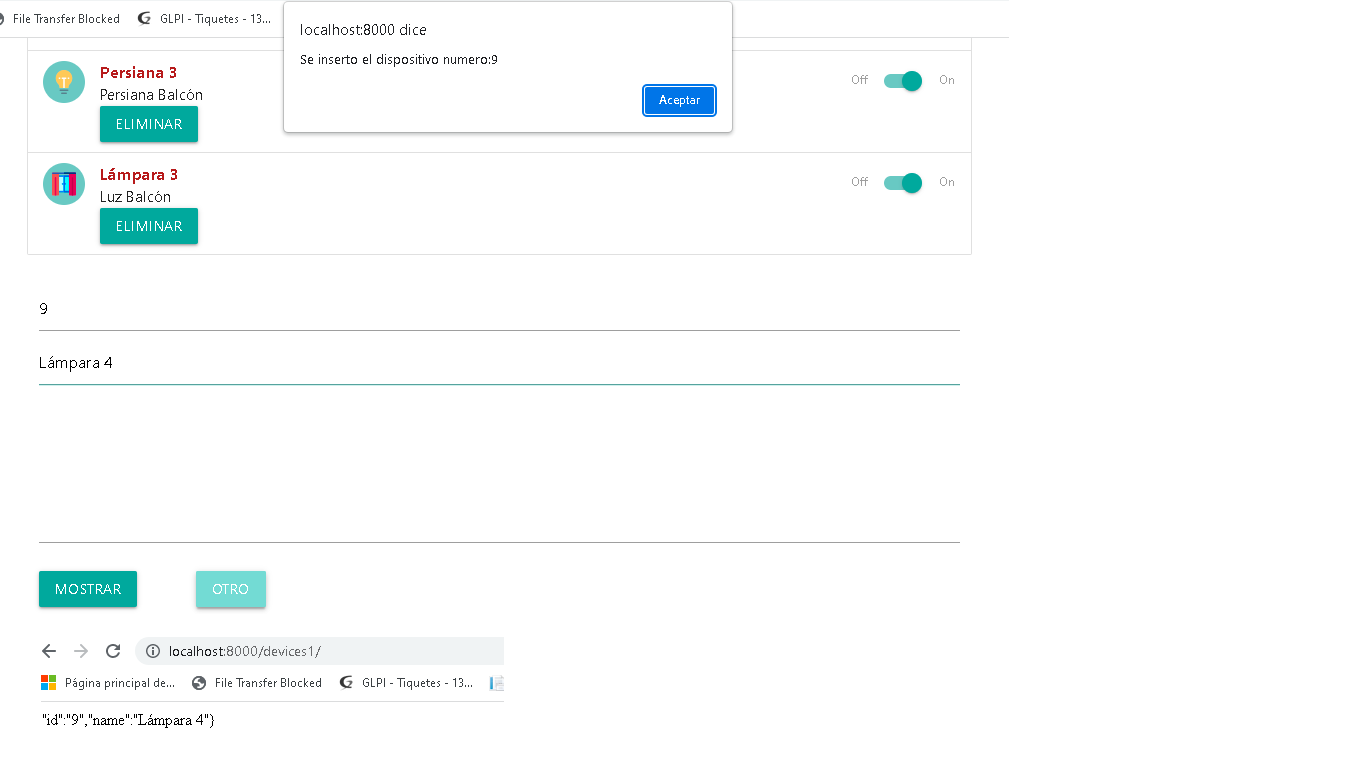 File Transfer Blocked GLPI - Tiquetes - 13...
localhost:8000 dice
Se inserto el dispositivo numero:9
Aceptar
Persiana 3
Persiana Balcón
ELIMINAR
Off On
Lámpara 3
Luz Balcón
ELIMINAR
Off On
9
Lámpara 4
MOSTRAR OTRO
localhost:8000/devices1/
Página principal de... File Transfer Blocked GLPI - Tiquetes - 13...
"id":"9","name":"Lámpara 4"}